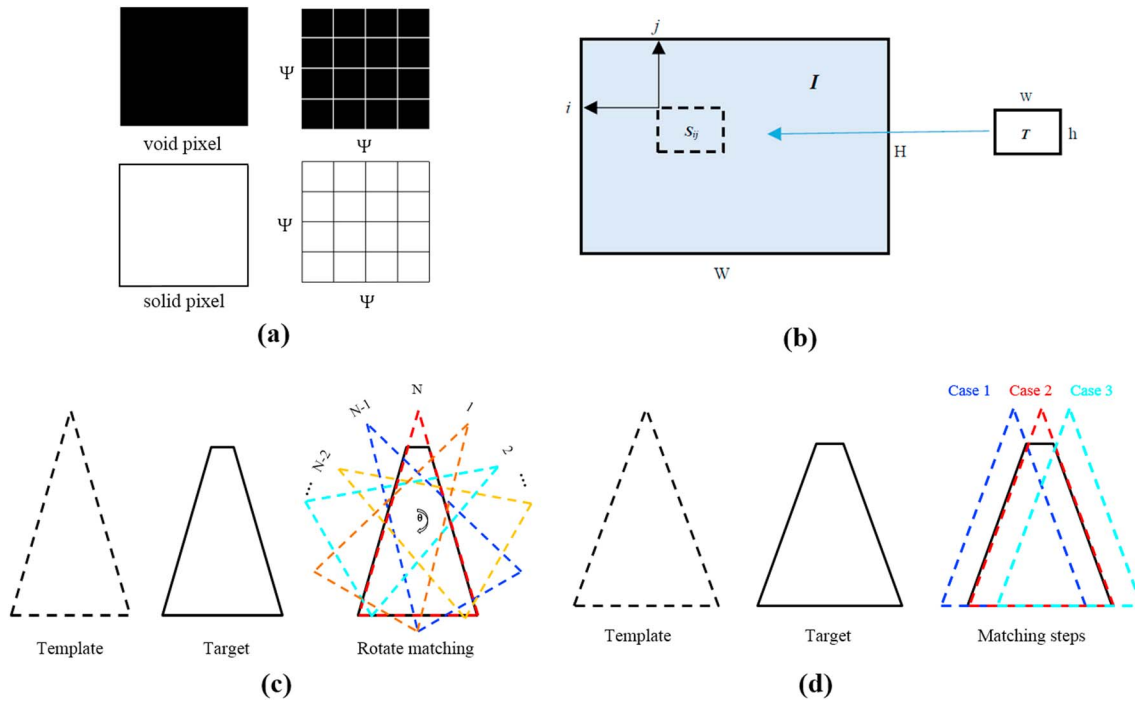 Ψ
void pixel
Ψ
Ψ
solid pixel
Ψ
(a)
j
i
I
S_ij
w
T
h
H
W
(b)
N-2
N-1
N
1
2
...
...
θ
Template
Target
Rotate matching
(c)
Case 1
Case 2
Case 3
Template
Target
Matching steps
(d)